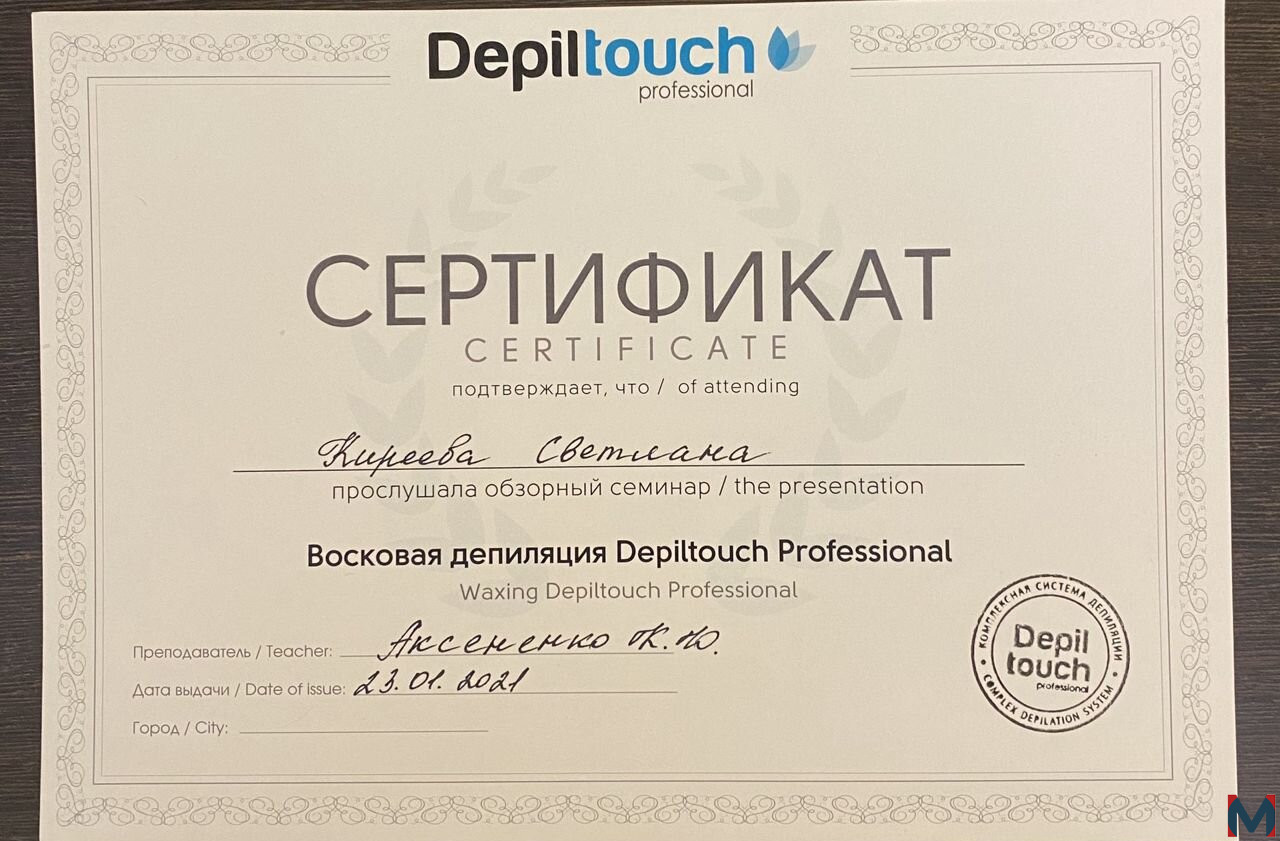 Depiltouch
professional
СЕРТИФИКАТ
CERTIFICATE
подтверждает, что / of attending
Киреева Светлана
прослушала обзорный семинар / the presentation
Восковая депиляция Depiltouch Professional
Waxing Depiltouch Professional
Преподаватель / Teacher: Аксененко К.Ю.
Дата выдачи / Date of issue: 23.01.2021
Город / City:
КОМПЛЕКСНАЯ СИСТЕМА ДЕПИЛЯЦИИ
Depil
touch
professional
COMPLEX DEPILATION SYSTEM
M